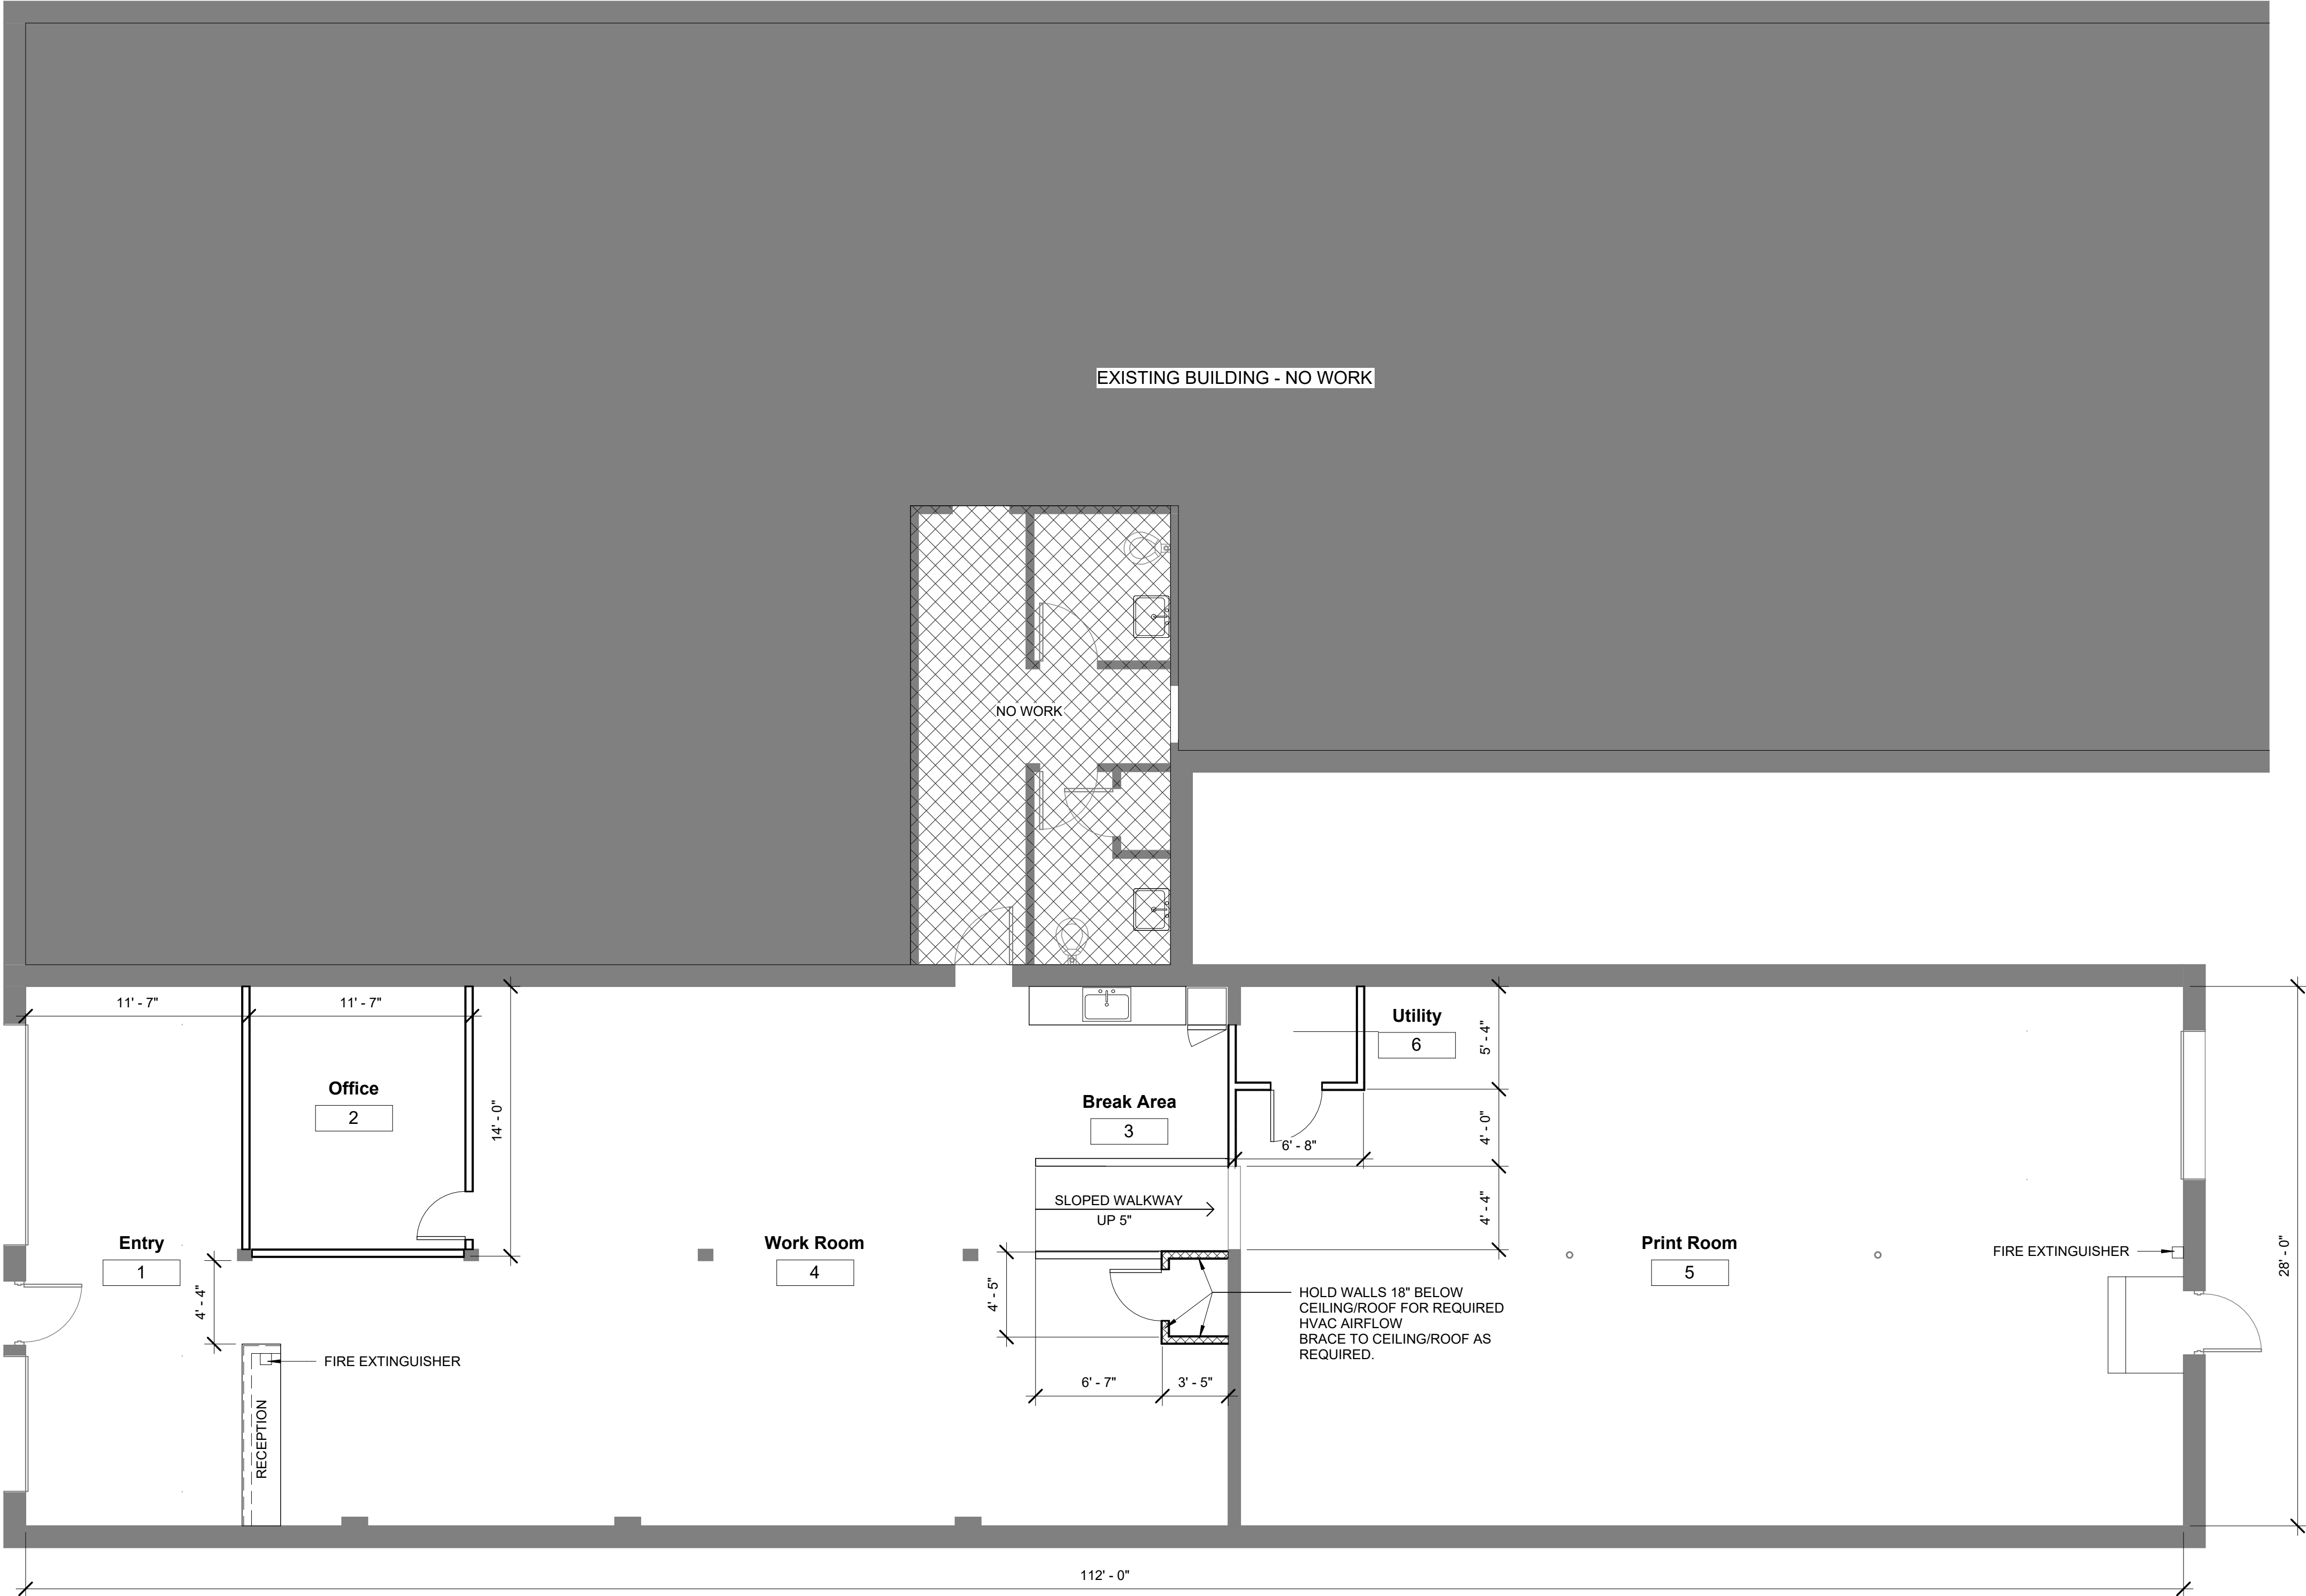 EXISTING BUILDING - NO WORK
NO WORK
11' - 7"
11' - 7"
14' - 0"
Office
2
Break Area
3
Utility
6
5' - 4"
4' - 0"
6' - 8"
4' - 4"
SLOPED WALKWAY
UP 5"
Entry
1
4' - 4"
Work Room
4
4' - 5"
Print Room
5
FIRE EXTINGUISHER
28' - 0"
HOLD WALLS 18" BELOW
CEILING/ROOF FOR REQUIRED
HVAC AIRFLOW
BRACE TO CEILING/ROOF AS
REQUIRED.
FIRE EXTINGUISHER
RECEPTION
6' - 7"
3' - 5"
112' - 0"